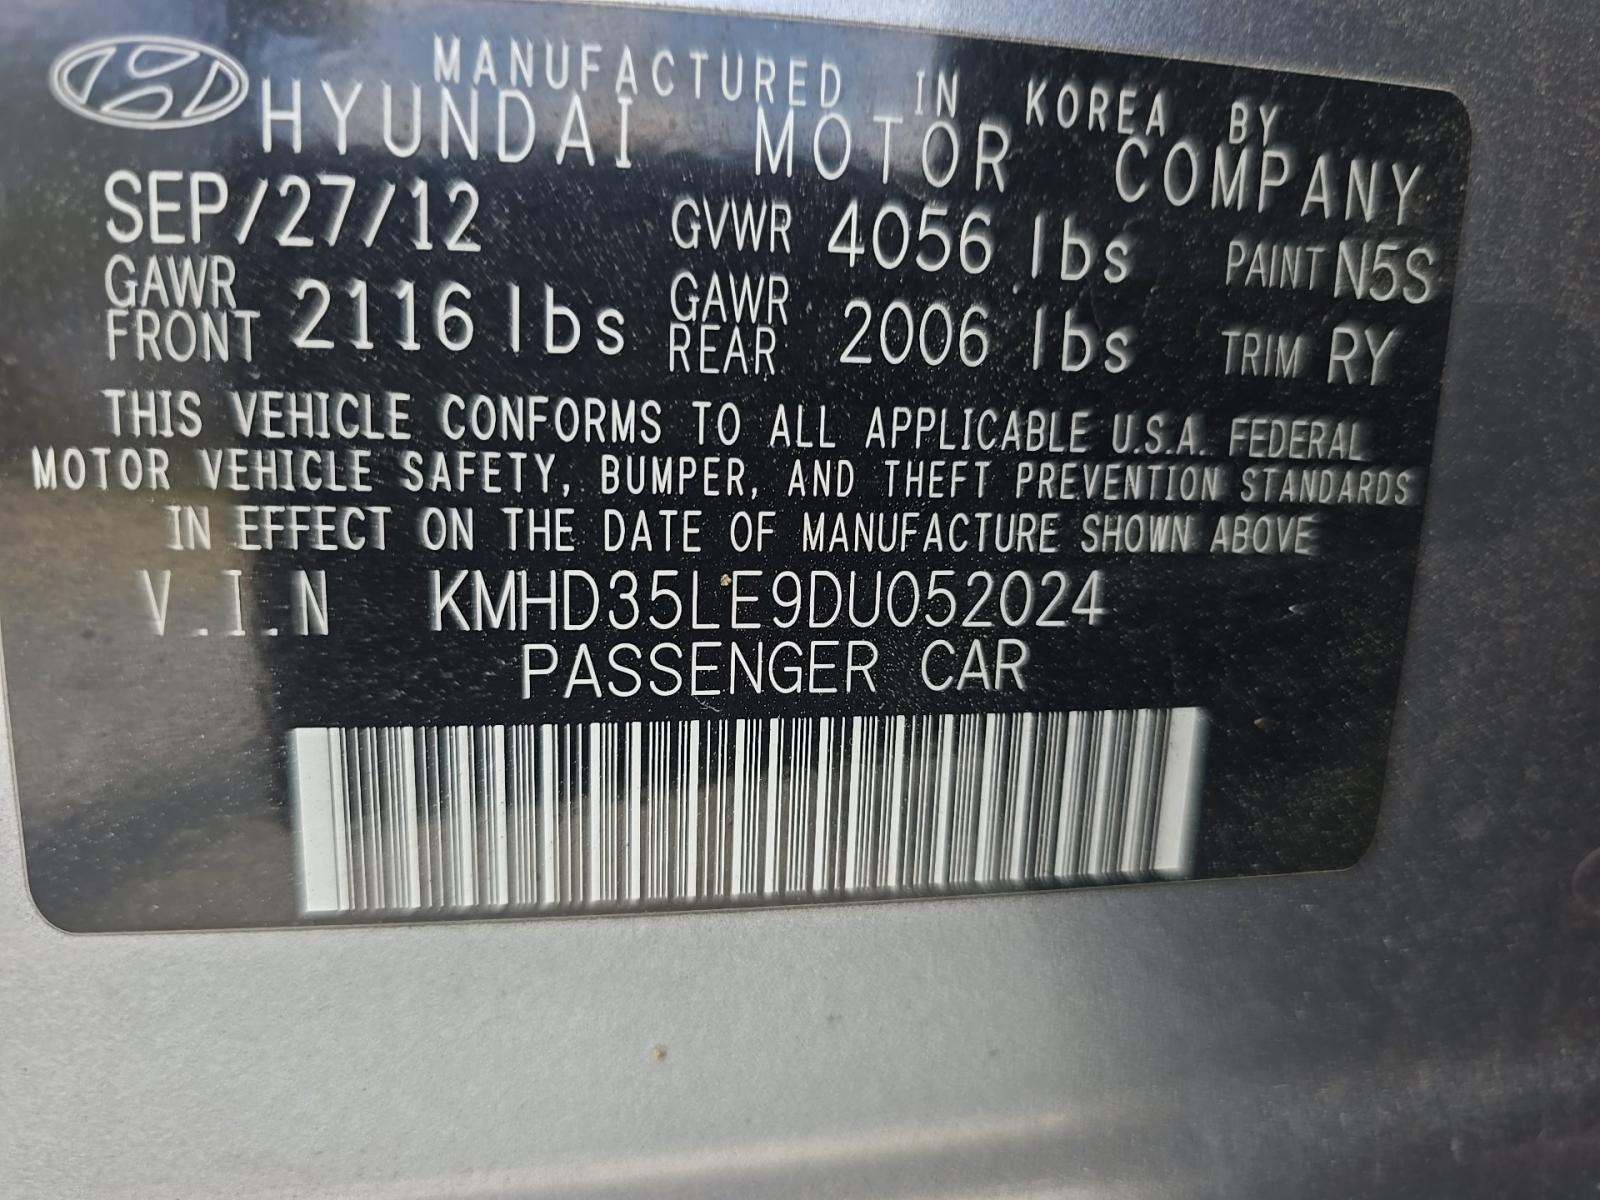 MANUFACTURED IN KOREA BY
HYUNDAI MOTOR COMPANY
SEP/27/12 GVWR 4056 lbs PAINT N5S
GAWR FRONT 2116 lbs GAWR REAR 2006 lbs TRIM RY
THIS VEHICLE CONFORMS TO ALL APPLICABLE U.S.A. FEDERAL
MOTOR VEHICLE SAFETY, BUMPER, AND THEFT PREVENTION STANDARDS
IN EFFECT ON THE DATE OF MANUFACTURE SHOWN ABOVE
V.I.N KMHD35LE9DU052024
PASSENGER CAR